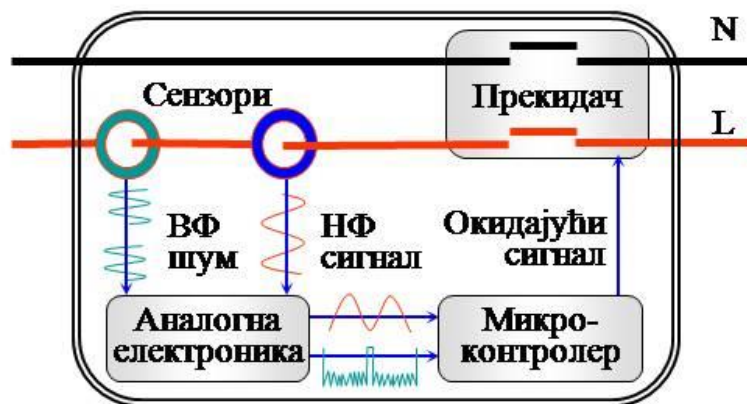 N
Сензори
Прекидач
L
ВФ
шум
НФ
сигнал
Окидајући
сигнал
Аналогна
електроника
Микро-
контролер